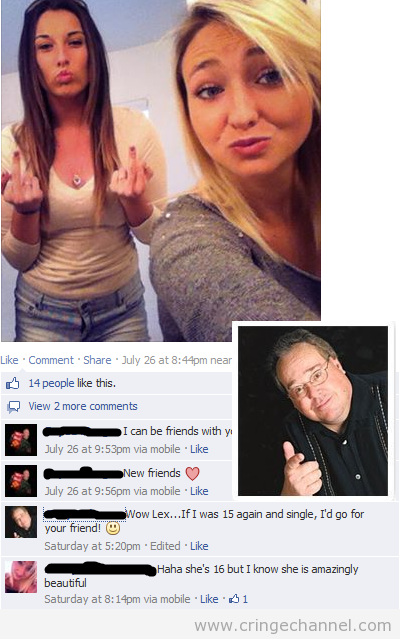 Like · Comment · Share · July 26 at 8:44pm near
14 people like this.
View 2 more comments
I can be friends with
July 26 at 9:53pm via mobile · Like
New friends
July 26 at 9:56pm via mobile · Like
Wow Lex...If I was 15 again and single, I'd go for
your friend!
Saturday at 5:20pm · Edited · Like
Haha she's 16 but I know she is amazingly
beautiful
Saturday at 8:14pm via mobile · Like · 1
www.cringechannel.com